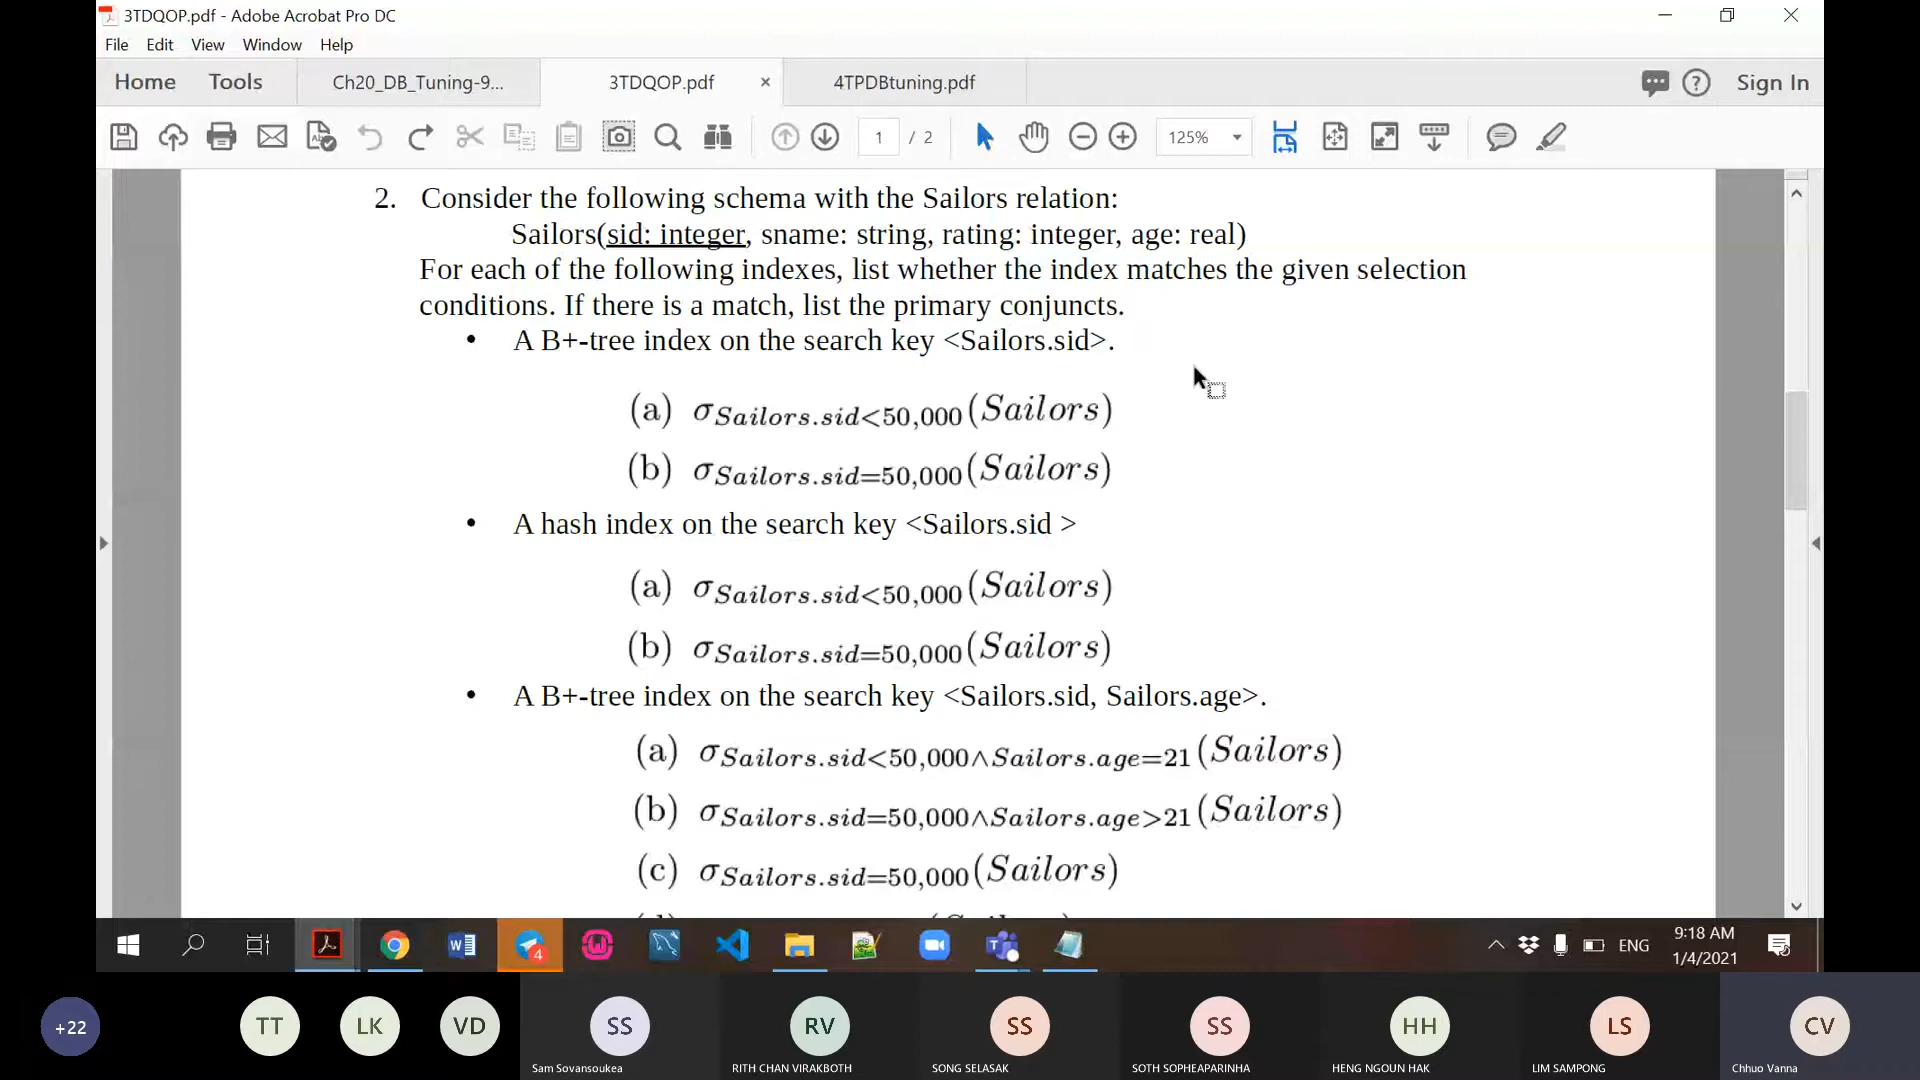 3TDQOP.pdf - Adobe Acrobat Pro DC
File Edit View Window Help
Home Tools Ch20_DB_Tuning-9... 3TDQOP.pdf × 4TPDBtuning.pdf Sign In
1 / 2 125%
2. Consider the following schema with the Sailors relation:
Sailors(sid: integer, sname: string, rating: integer, age: real)
For each of the following indexes, list whether the index matches the given selection
conditions. If there is a match, list the primary conjuncts.
• A B+-tree index on the search key <Sailors.sid>.
(a) σSailors.sid<50,000(Sailors)
(b) σSailors.sid=50,000(Sailors)
• A hash index on the search key <Sailors.sid >
(a) σSailors.sid<50,000(Sailors)
(b) σSailors.sid=50,000(Sailors)
• A B+-tree index on the search key <Sailors.sid, Sailors.age>.
(a) σSailors.sid<50,000∧Sailors.age=21(Sailors)
(b) σSailors.sid=50,000∧Sailors.age>21(Sailors)
(c) σSailors.sid=50,000(Sailors)
4
ENG
9:18 AM
1/4/2021
+22 TT LK VD SS RV SS SS HH LS CV
Sam Sovansoukea RITH CHAN VIRAKBOTH SONG SELASAK SOTH SOPHEAPARINHA HENG NGOUN HAK LIM SAMPONG Chhuo Vanna